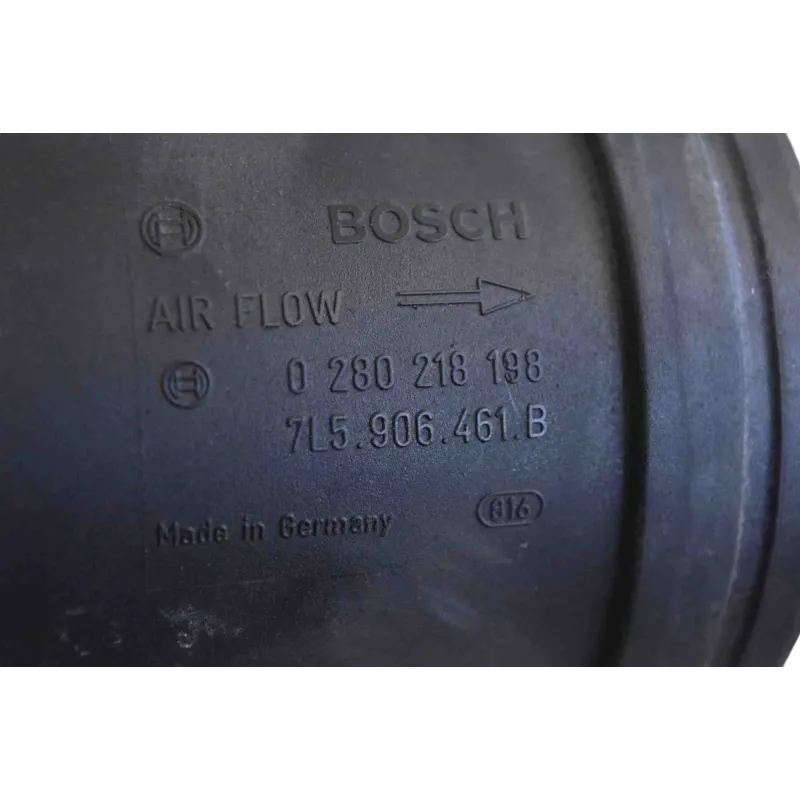 BOSCH
AIR FLOW
0 280 218 198
7L5.906.461.B
Made in Germany 816